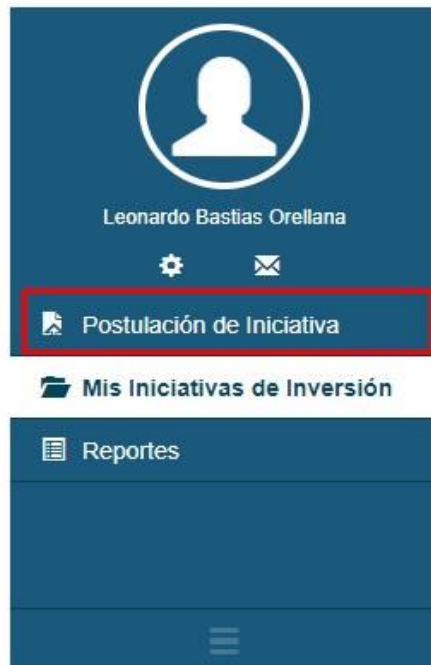 Leonardo Bastias Orellana
Postulación de Iniciativa
Mis Iniciativas de Inversión
Reportes